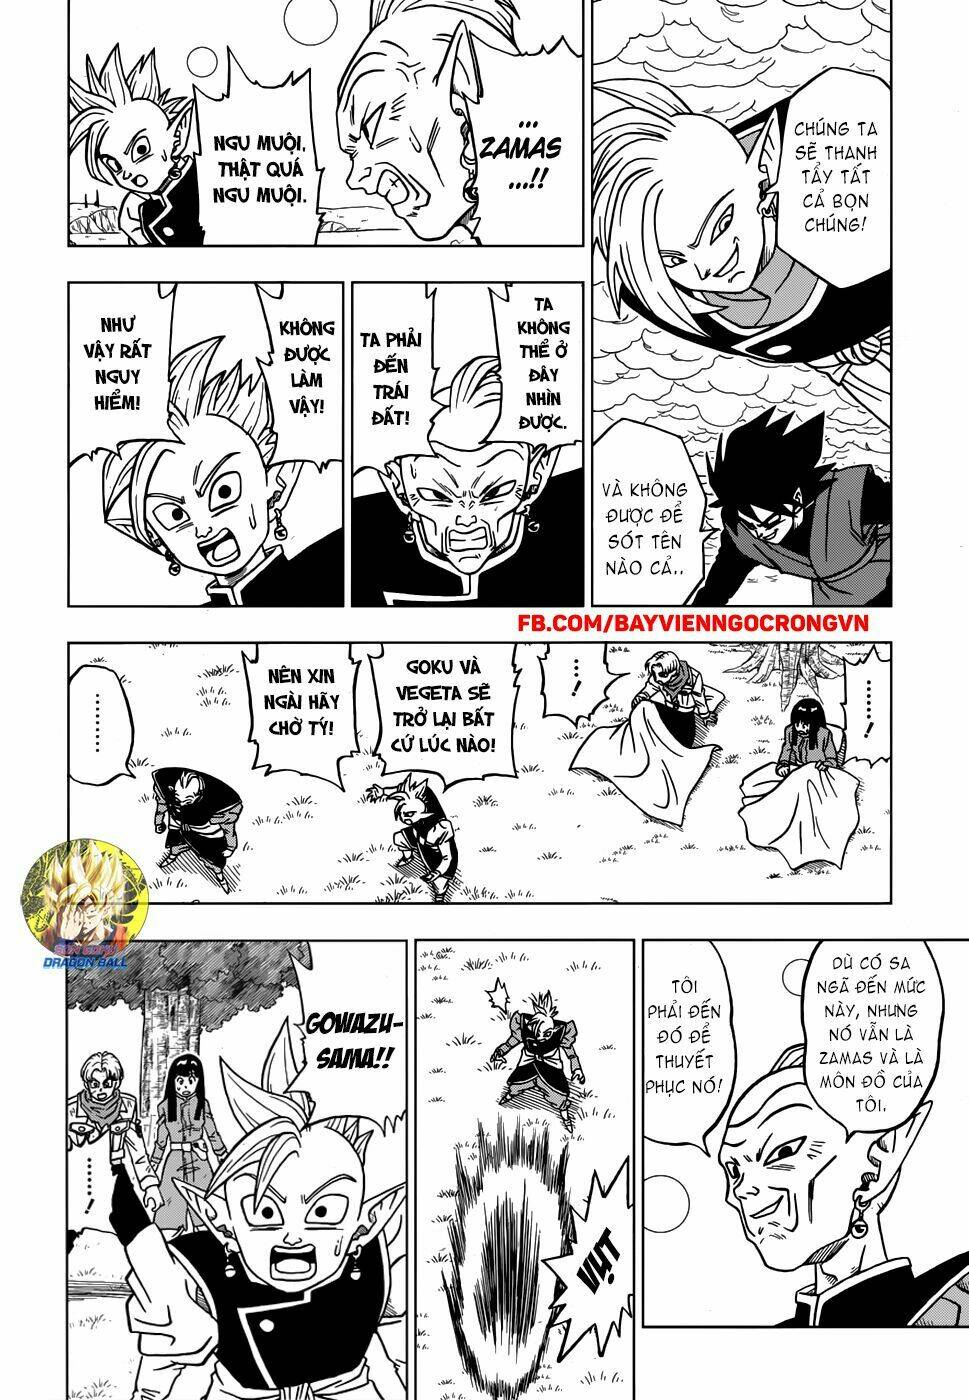 CHÚNG TA
SẼ THANH
TẨY TẤT
CẢ BỌN
CHÚNG!
VÀ KHÔNG
ĐƯỢC ĐỂ
SÓT TÊN
NÀO CẢ..
...
ZAMAS
...!!
NGU MUỘI.
THẬT QUÁ
NGU MUỘI.
TA
KHÔNG
THỂ Ở
ĐÂY
NHÌN
ĐƯỢC.
TA PHẢI
ĐẾN
TRÁI
ĐẤT!
KHÔNG
ĐƯỢC
LÀM
VẬY!
NHƯ
VẬY RẤT
NGUY
HIỂM!
FB.COM/BAYVIENNGOCRONGVN
...!
...!
GOKU VÀ
VEGETA SẼ
TRỞ LẠI BẤT
CỨ LÚC NÀO!
NÊN XIN
NGÀI HÃY
CHỜ TÝ!
......
SON GOKU
DRAGON BALL
DÙ CÓ SA
NGÃ ĐẾN MỨC
NÀY, NHƯNG
NÓ VẪN LÀ
ZAMAS VÀ LÀ
MÔN ĐỒ CỦA
TÔI.
TÔI
PHẢI ĐẾN
ĐÓ ĐỂ
THUYẾT
PHỤC NÓ!
VỤT
GOWAZU-
SAMA!!
......